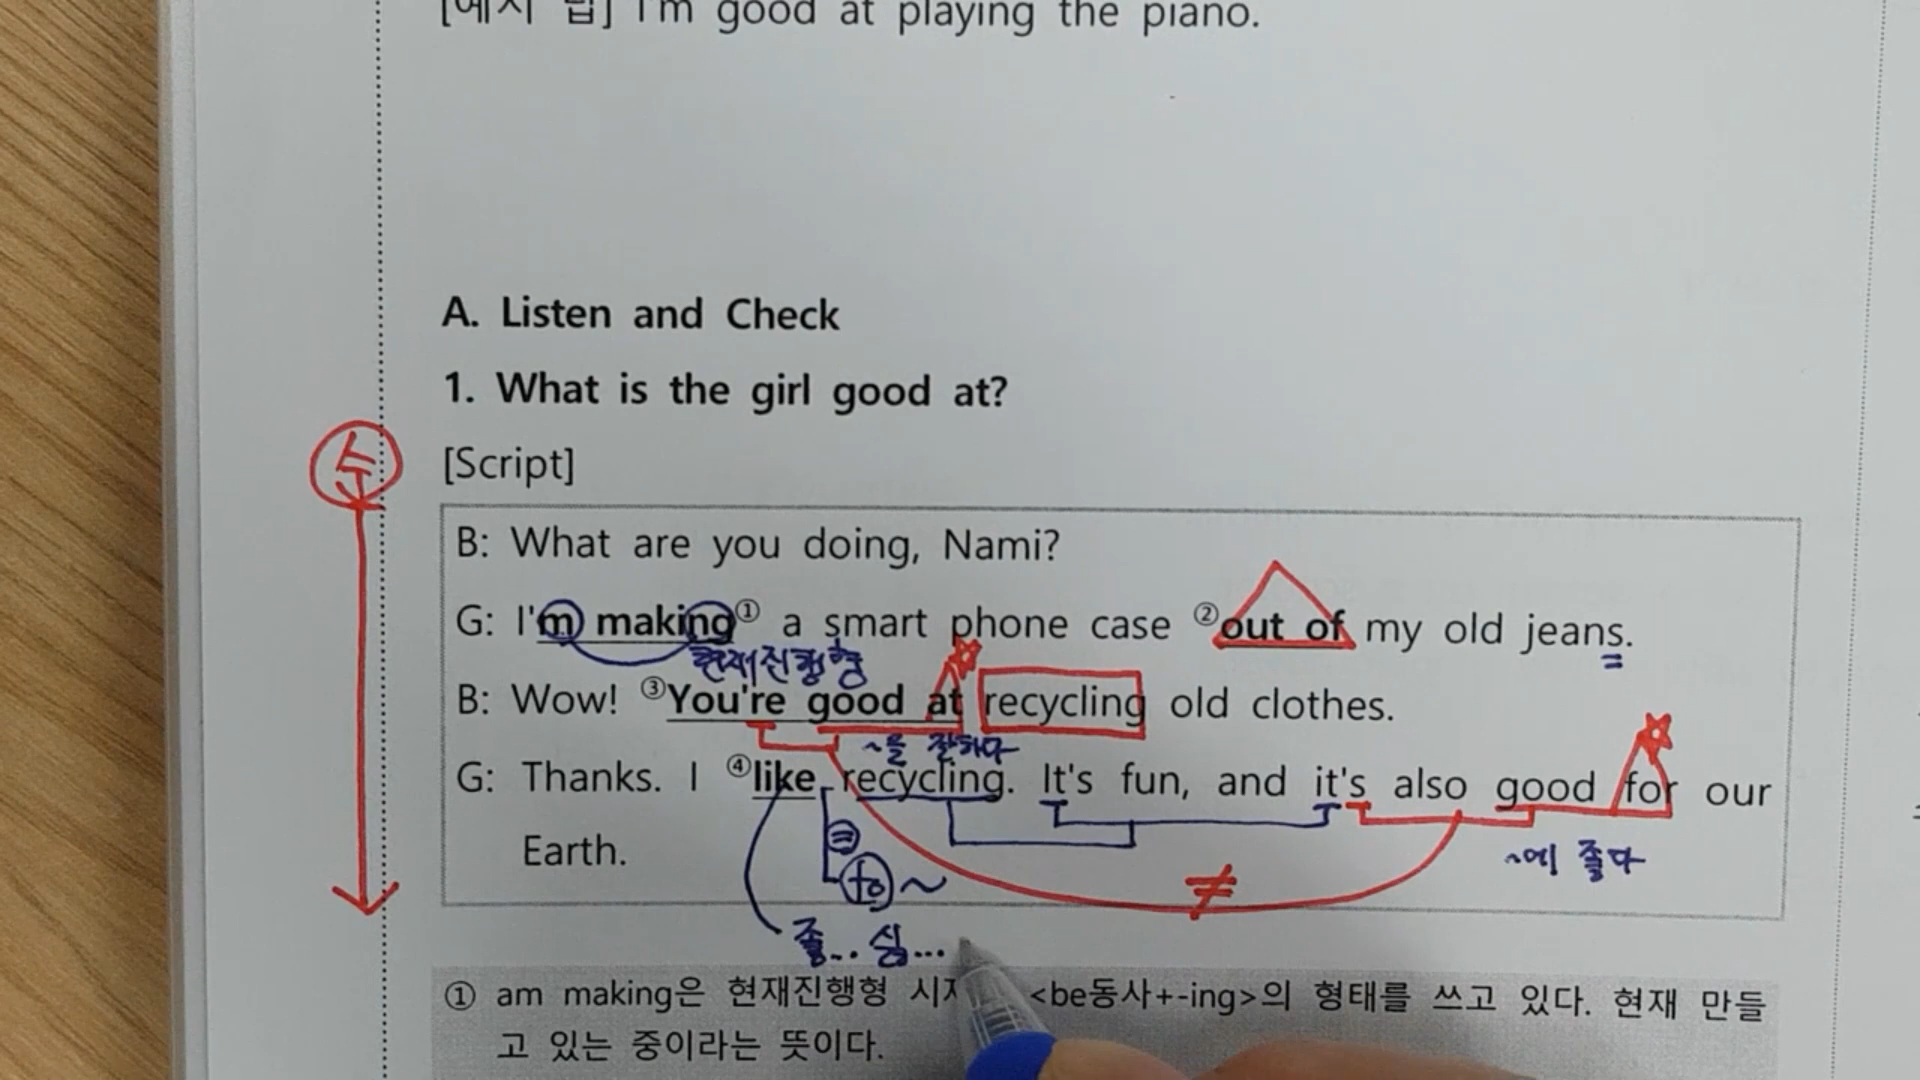 I'm good at playing the piano.
A. Listen and Check
1. What is the girl good at?
수
[Script]
B: What are you doing, Nami?
G: I'm making① a smart phone case ②out of my old jeans.
현재진행형
B: Wow! ③You're good at recycling old clothes.
~을 잘하다
G: Thanks. I ④like recycling. It's fun, and it's also good for our
Earth.
~에 좋다
=
to ~
≠
좋.. 싫...
① am making은 현재진행형 <be동사+-ing>의 형태를 쓰고 있다. 현재 만들
고 있는 중이라는 뜻이다.